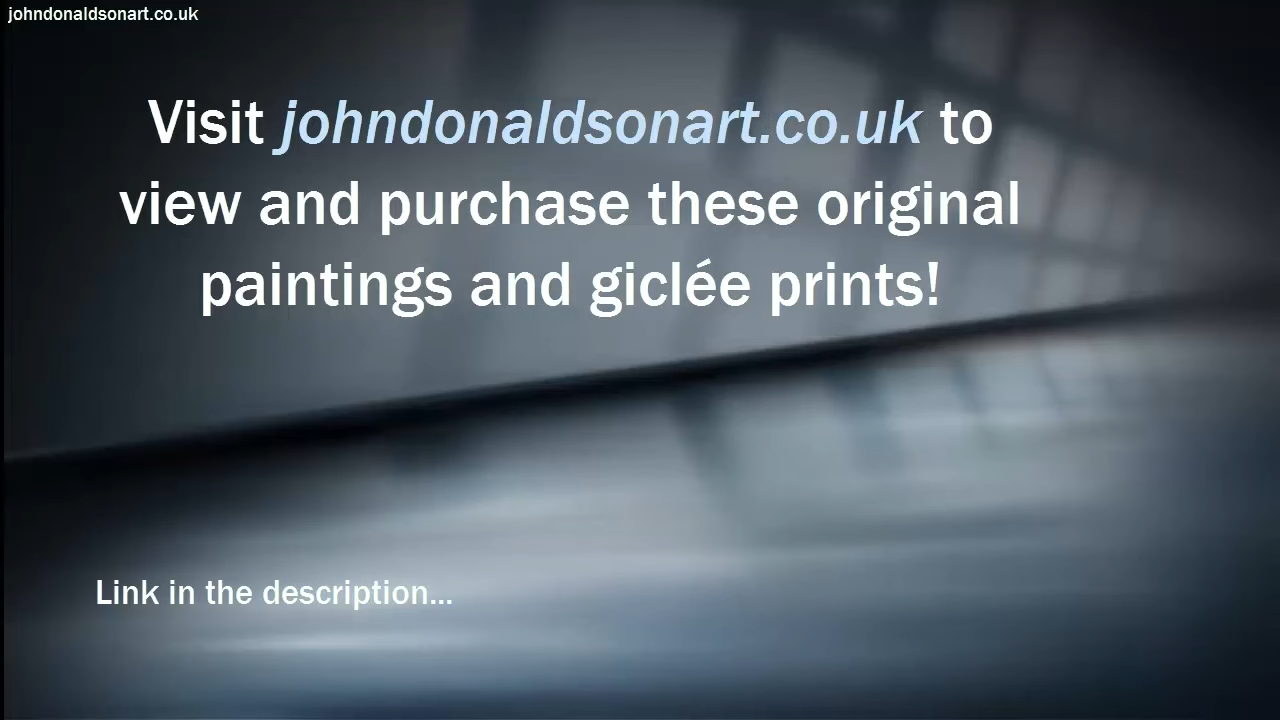 johndonaldsonart.co.uk
Visit johndonaldsonart.co.uk to
view and purchase these original
paintings and giclée prints!
Link in the description...